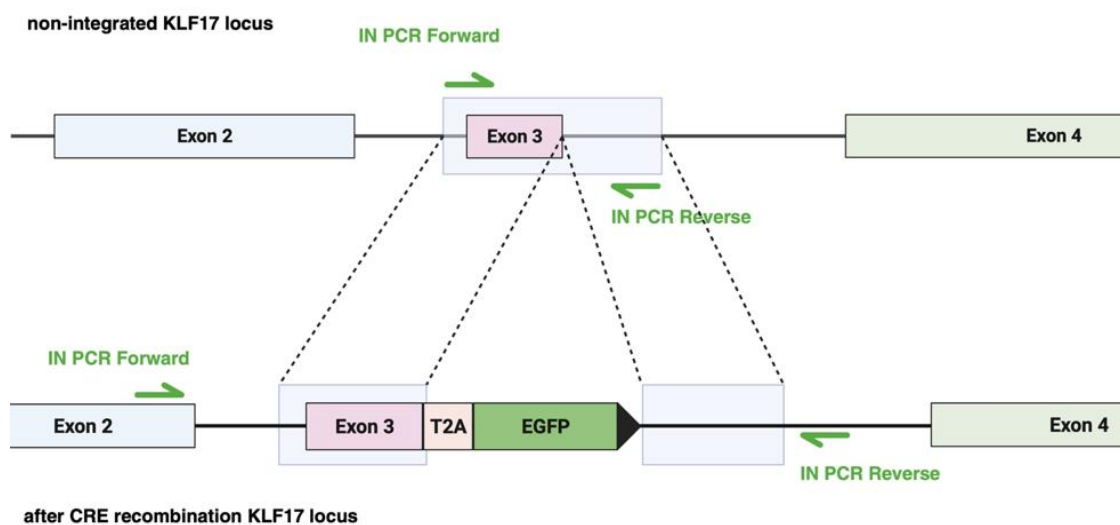 non-integrated KLF17 locus
IN PCR Forward
Exon 2
Exon 3
Exon 4
IN PCR Reverse
IN PCR Forward
Exon 2
Exon 3
T2A
EGFP
Exon 4
IN PCR Reverse
after CRE recombination KLF17 locus